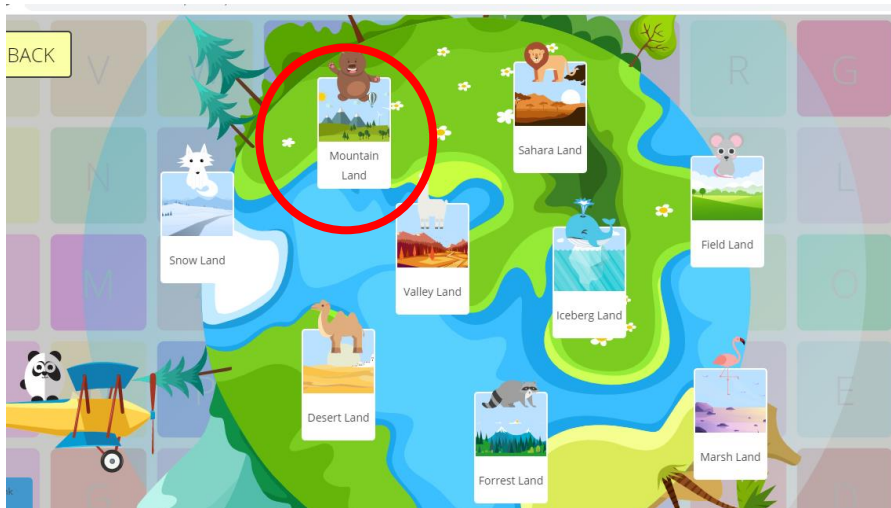 BACK
V
R
G
N
L
M
O
E
Mountain
Land
Sahara Land
Snow Land
Field Land
Valley Land
Iceberg Land
Desert Land
Forrest Land
Marsh Land